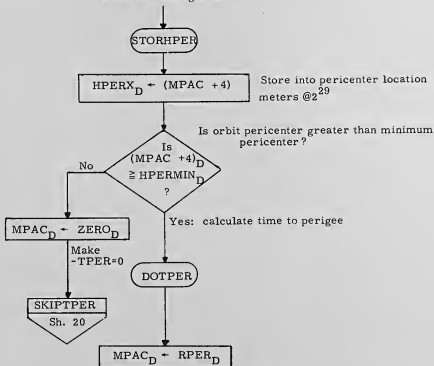 STORHPER
HPERX_D ← (MPAC +4)
Store into pericenter location
meters @2^29
Is orbit pericenter greater than minimum
pericenter?
Is
(MPAC +4)_D
≧ HPERMIN_D
?
No
Yes: calculate time to perigee
MPAC_D ← ZERO_D
Make
-TPER=0
DOTPER
SKIPTPER
Sh. 20
MPAC_D ← RPER_D